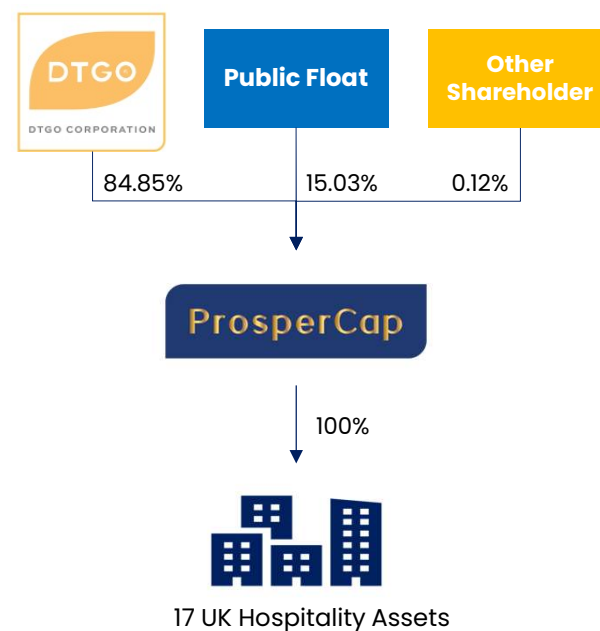 DTGO
DTGO CORPORATION
Public Float
Other
Shareholder
84.85%
15.03%
0.12%
ProsperCap
100%
17 UK Hospitality Assets